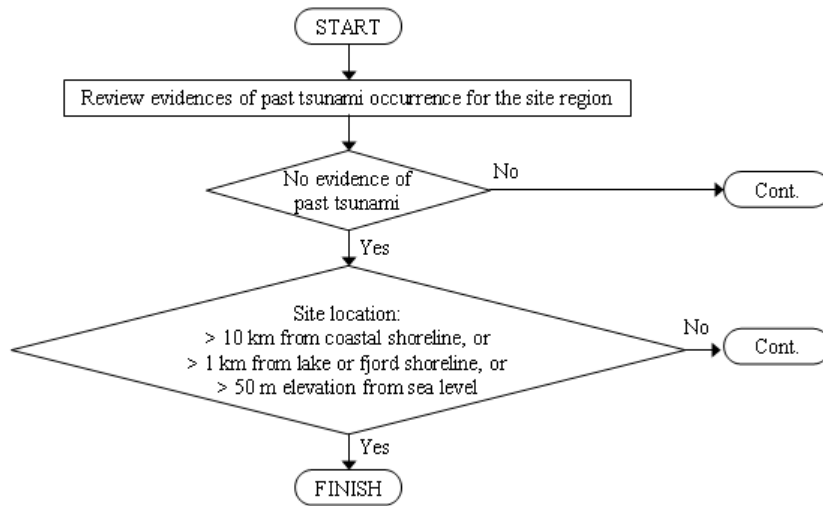 START
Review evidences of past tsunami occurrence for the site region
No evidence of
past tsunami
No
Cont.
Yes
Site location:
> 10 km from coastal shoreline, or
> 1 km from lake or fjord shoreline, or
> 50 m elevation from sea level
No
Cont.
Yes
FINISH